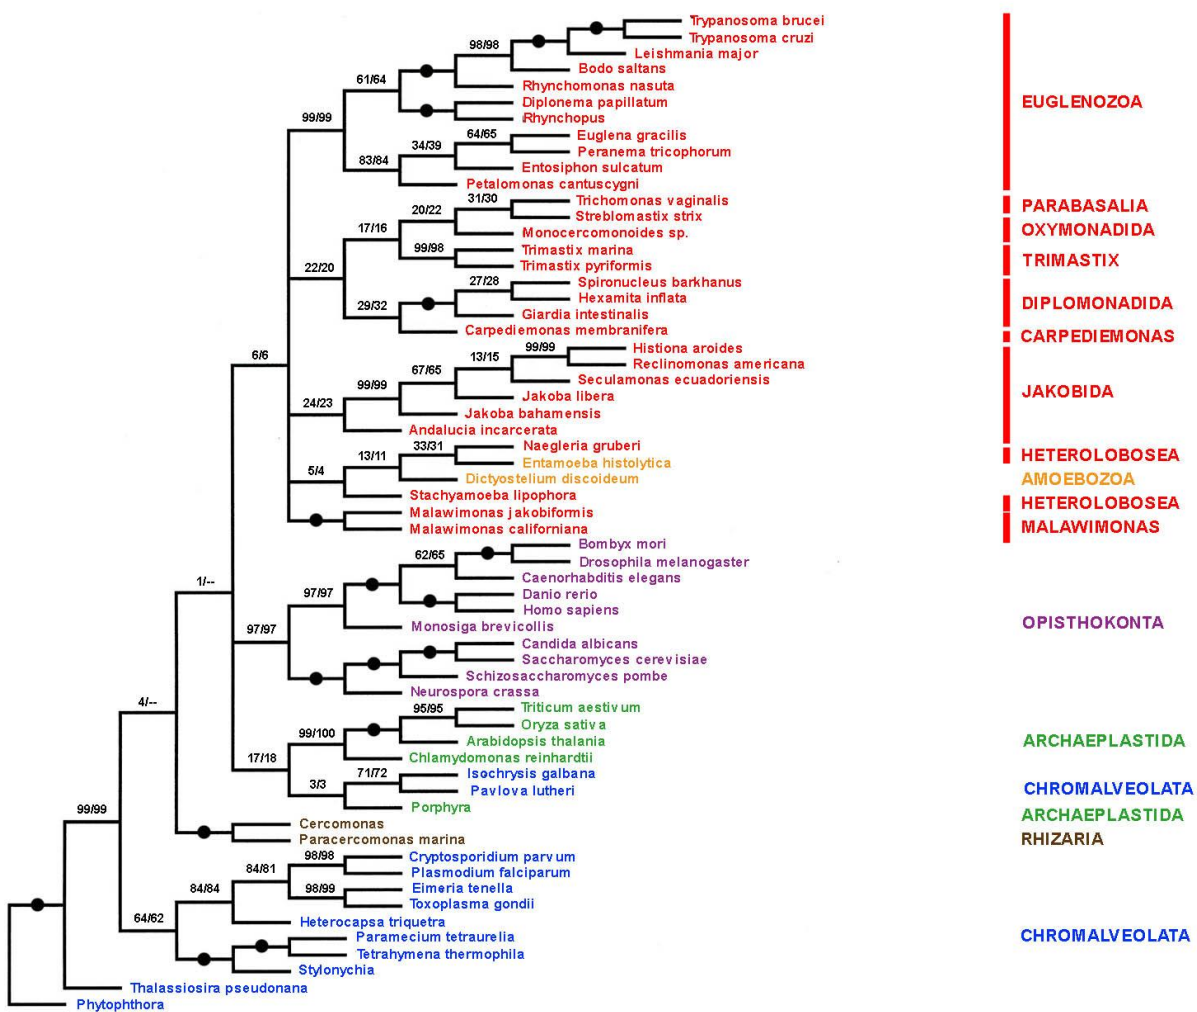 Trypanosoma brucei
Trypanosoma cruzi
98/98
Leishmania major
Bodo saltans
61/64
Rhynchomonas nasuta
Diplonema papillatum
EUGLENOZOA
99/99
Rhynchopus
64/65
Euglena gracilis
34/39
Peranema tricophorum
83/84
Entosiphon sulcatum
Petalomonas cantuscygni
31/30
Trichomonas vaginalis
PARABASALIA
20/22
Streblomastix strix
17/16
Monocercomonoides sp.
OXYMONADIDA
99/98
Trimastix marina
22/20
Trimastix pyriformis
TRIMASTIX
27/28
Spironucleus barkhanus
Hexamita inflata
DIPLOMONADIDA
29/32
Giardia intestinalis
Carpediemonas membranifera
CARPEDIEMONAS
99/99
Histiona aroides
6/6
13/15
Reclinomonas americana
67/65
Seculamonas ecuadoriensis
99/99
Jakoba libera
JAKOBIDA
24/23
Jakoba bahamensis
Andalucia incarcerata
33/31
Naegleria gruberi
HETEROLOBOSEA
13/11
Entamoeba histolytica
5/4
Dictyostelium discoideum
AMOEBOZOA
Stachyamoeba lipophora
HETEROLOBOSEA
Malawimonas jakobiformis
Malawimonas californiana
MALAWIMONAS
Bombyx mori
62/65
Drosophila melanogaster
1/--
Caenorhabditis elegans
97/97
Danio rerio
Homo sapiens
97/97
Monosiga brevicollis
OPISTHOKONTA
Candida albicans
Saccharomyces cerevisiae
Schizosaccharomyces pombe
Neurospora crassa
4/--
95/95
Triticum aestivum
99/100
Oryza sativa
Arabidopsis thalania
ARCHAEPLASTIDA
17/18
Chlamydomonas reinhardtii
71/72
Isochrysis galbana
3/3
Pavlova lutheri
CHROMALVEOLATA
99/99
Porphyra
ARCHAEPLASTIDA
Cercomonas
Paracercomonas marina
RHIZARIA
98/98
Cryptosporidium parvum
84/81
Plasmodium falciparum
84/84
98/99
Eimeria tenella
Toxoplasma gondii
64/62
Heterocapsa triquetra
Paramecium tetraurelia
CHROMALVEOLATA
Tetrahymena thermophila
Stylonychia
Thalassiosira pseudonana
Phytophthora